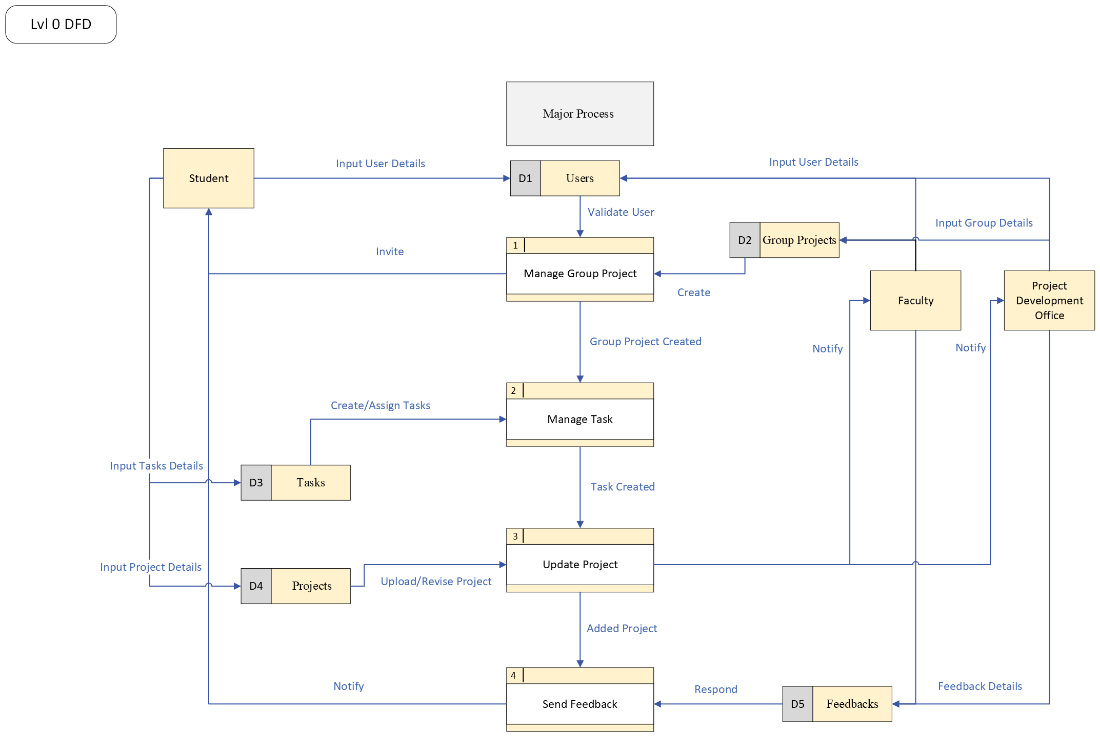 Lvl 0 DFD
Major Process
Student
Input User Details
D1
Users
Input User Details
Validate User
D2
Group Projects
Input Group Details
Invite
1
Manage Group Project
Create
Faculty
Project
Development
Office
Group Project Created
Notify
Notify
2
Manage Task
Create/Assign Tasks
Input Tasks Details
D3
Tasks
Task Created
3
Update Project
Input Project Details
D4
Projects
Upload/Revise Project
Added Project
4
Send Feedback
Notify
Respond
D5
Feedbacks
Feedback Details